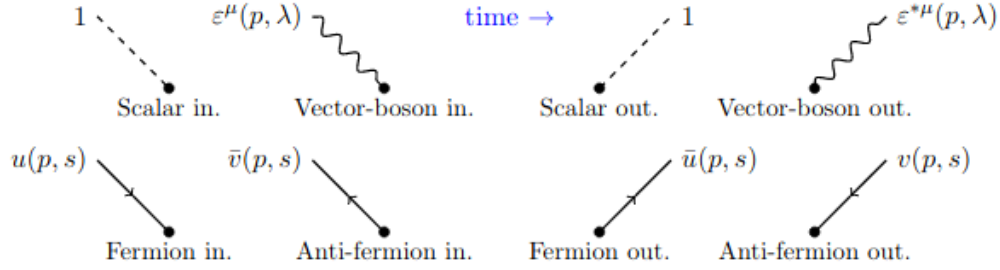 1 ε^μ(p, λ) time → 1 ε^{*μ}(p, λ)
Scalar in. Vector-boson in. Scalar out. Vector-boson out.
u(p, s) v̄(p, s) ū(p, s) v(p, s)
Fermion in. Anti-fermion in. Fermion out. Anti-fermion out.